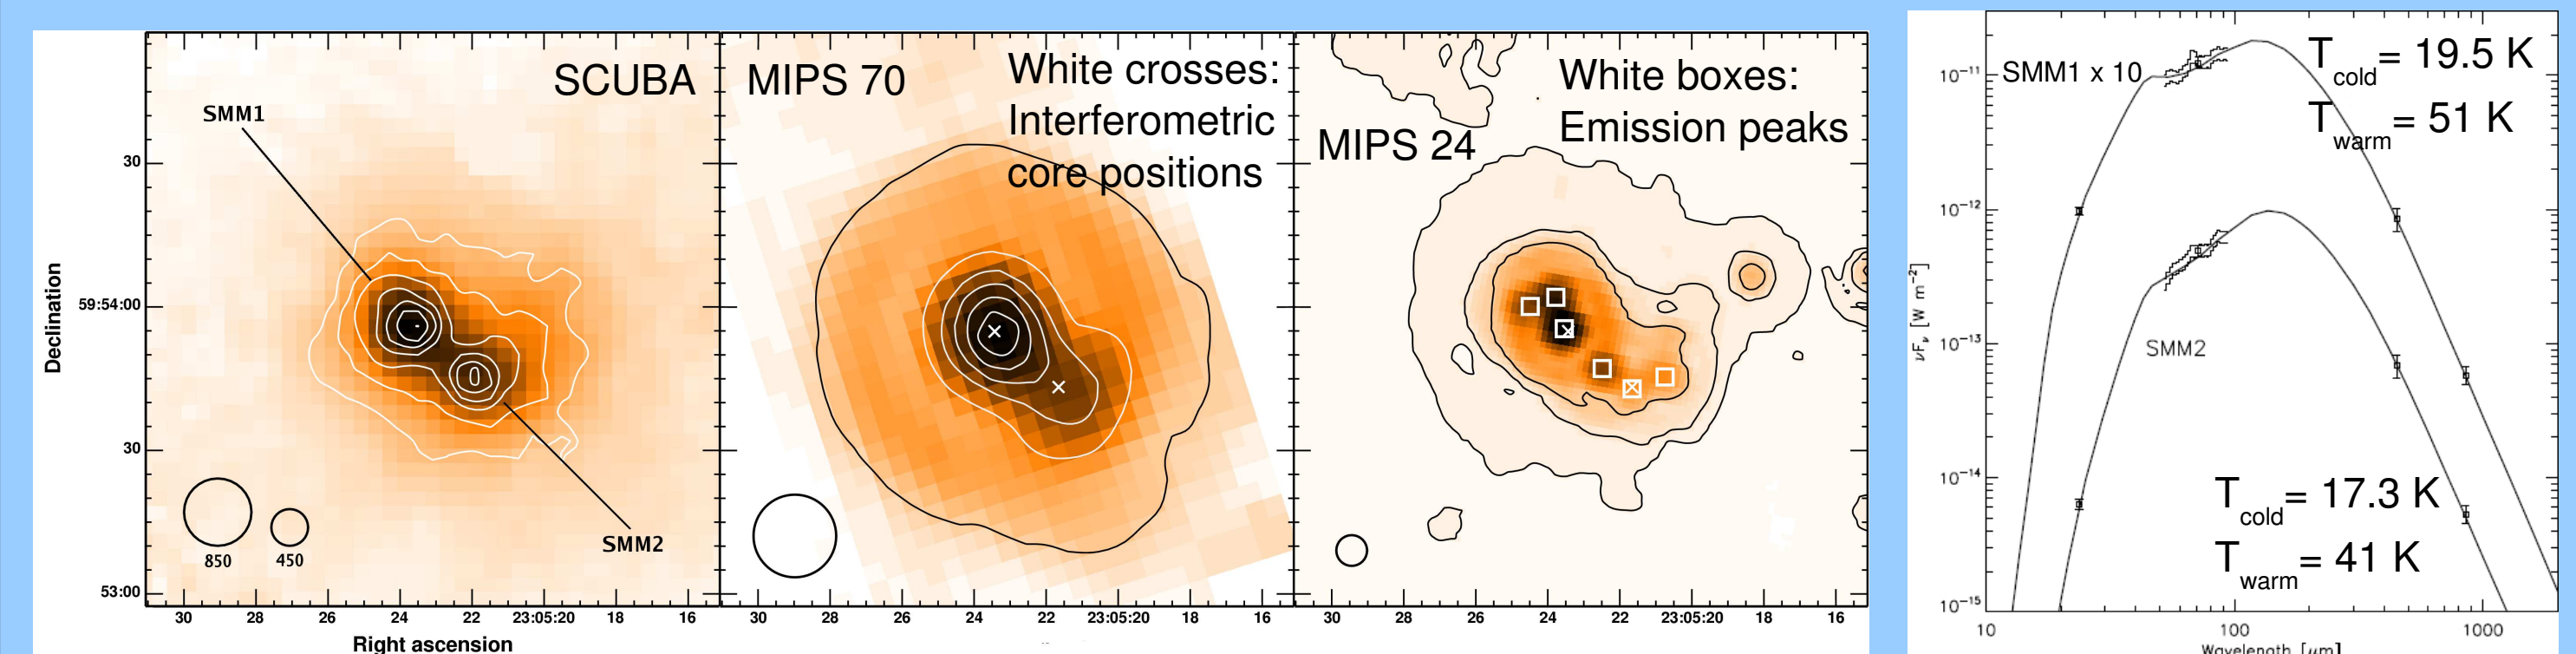 SCUBA
SMM1
SMM2
850
450
Declination
30
59:54:00
30
53:00
30 28 26 24 22 23:05:20 18 16
Right ascension
MIPS 70
White crosses:
Interferometric
core positions
30 28 26 24 22 23:05:20 18 16
MIPS 24
White boxes:
Emission peaks
30 28 26 24 22 23:05:20 18 16
SMM1 x 10
T_cold = 19.5 K
T_warm = 51 K
SMM2
T_cold = 17.3 K
T_warm = 41 K
νFν [W m⁻²]
10⁻¹¹
10⁻¹²
10⁻¹³
10⁻¹⁴
10⁻¹⁵
10 100 1000
Wavelength [μm]